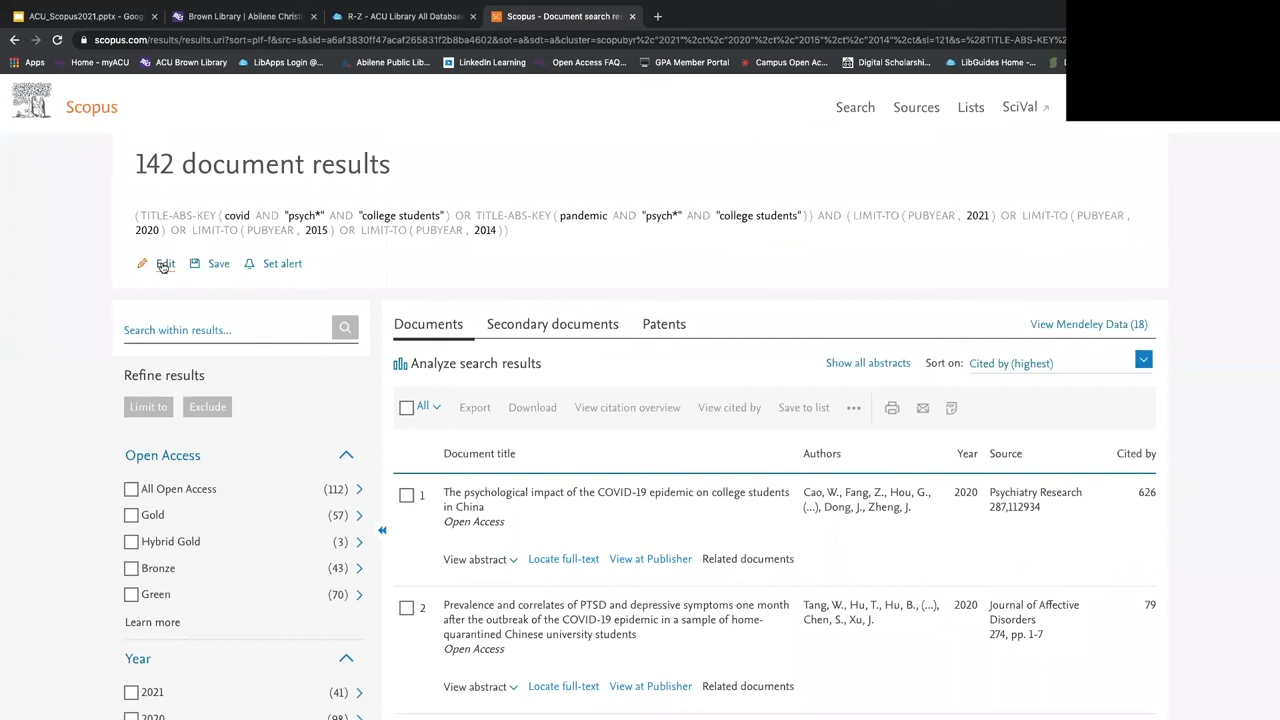 ACU_Scopus2021.pptx - Goog
Brown Library | Abilene Christi
R-Z - ACU Library All Database
Scopus - Document search res
scopus.com/results/results.uri?sort=plf-f&src=s&sid=a6af3830ff47acaf265831f2b8ba4602&sot=a&sdt=a&cluster=scopubyr%2c"2021"%2ct%2c"2020"%2ct%2c"2015"%2ct%2c"2014"%2ct&sl=121&s=%28TITLE-ABS-KEY%
Apps
Home - myACU
ACU Brown Library
LibApps Login @...
Abilene Public Lib...
LinkedIn Learning
Open Access FAQ...
GPA Member Portal
Campus Open Ac...
Digital Scholarshi...
LibGuides Home -...
Scopus
Search Sources Lists SciVal
142 document results
(TITLE-ABS-KEY(covid AND "psych*" AND "college students") OR TITLE-ABS-KEY(pandemic AND "psych*" AND "college students")) AND (LIMIT-TO(PUBYEAR, 2021) OR LIMIT-TO(PUBYEAR,
2020) OR LIMIT-TO(PUBYEAR, 2015) OR LIMIT-TO(PUBYEAR, 2014))
Edit Save Set alert
Search within results...
Documents Secondary documents Patents View Mendeley Data (18)
Refine results
Analyze search results Show all abstracts Sort on: Cited by (highest)
Limit to Exclude
All Export Download View citation overview View cited by Save to list
Open Access
Document title Authors Year Source Cited by
All Open Access (112)
Gold (57)
Hybrid Gold (3)
Bronze (43)
Green (70)
Learn more
Year
2021 (41)
2020 (98)
1 The psychological impact of the COVID-19 epidemic on college students Cao, W., Fang, Z., Hou, G., 2020 Psychiatry Research 626
in China (...), Dong, J., Zheng, J. 287,112934
Open Access
View abstract Locate full-text View at Publisher Related documents
2 Prevalence and correlates of PTSD and depressive symptoms one month Tang, W., Hu, T., Hu, B., (...), 2020 Journal of Affective 79
after the outbreak of the COVID-19 epidemic in a sample of home- Chen, S., Xu, J. Disorders
quarantined Chinese university students 274, pp. 1-7
Open Access
View abstract Locate full-text View at Publisher Related documents